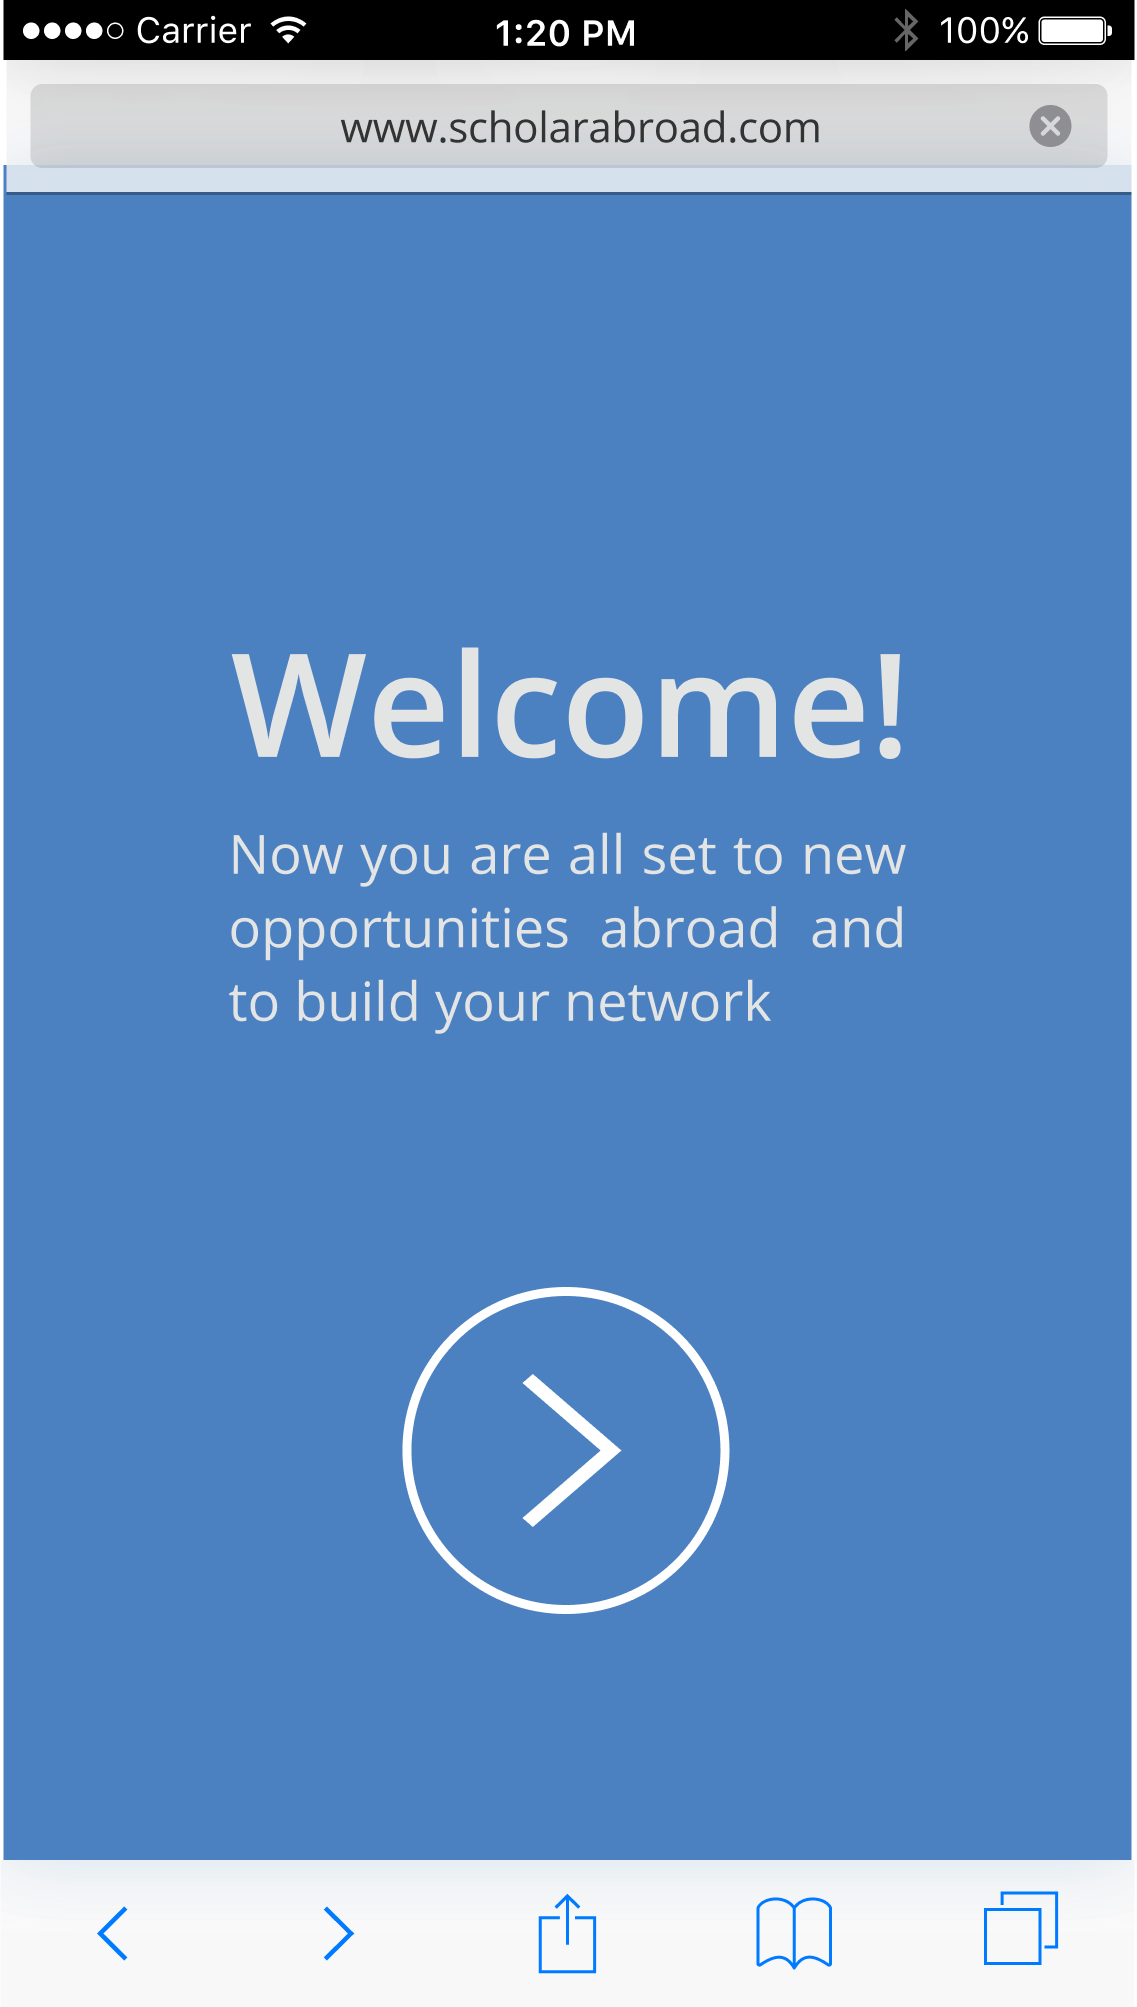 Carrier
1:20 PM
100%
www.scholarabroad.com
Welcome!
Now you are all set to new
opportunities abroad and
to build your network